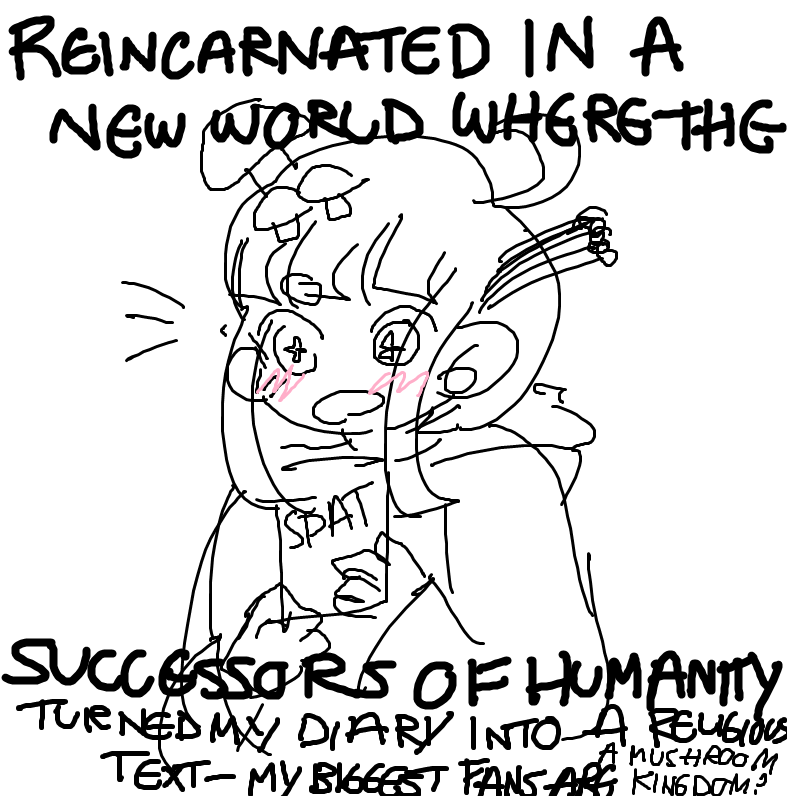 REINCARNATED IN A
NEW WORLD WHERE THE
SPAT
SUCCESSORS OF HUMANITY
TURNED MY DIARY INTO A RELIGIOUS
TEXT- MY BIGGEST FANS ARE
A MUSHROOM
KINGDOM?